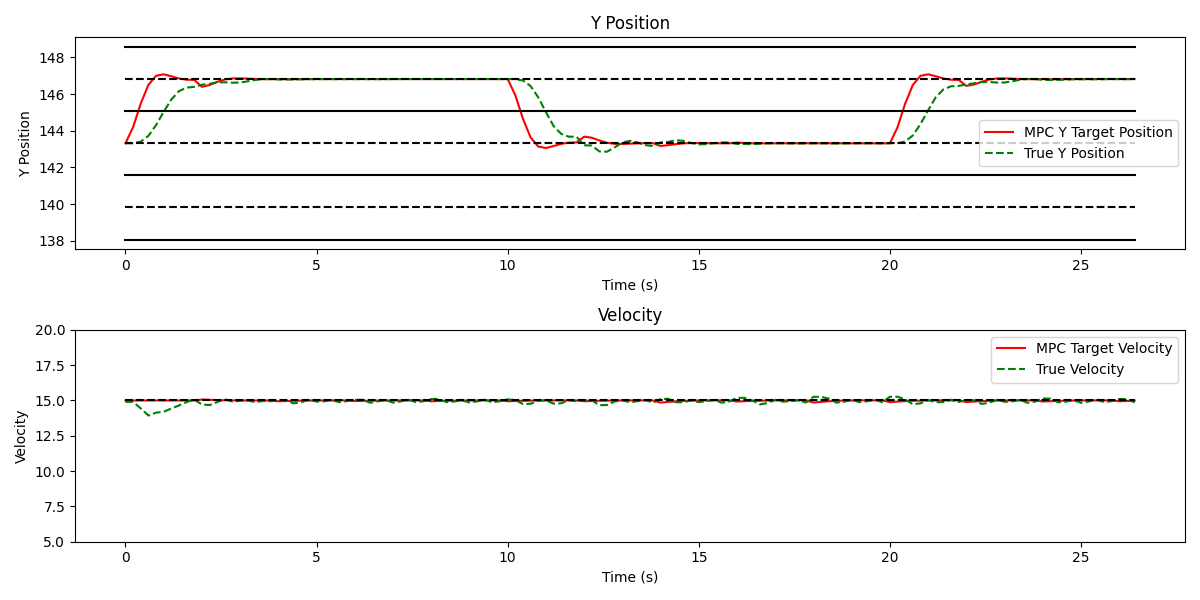 Y Position
148
146
144
142
140
138
Y Position
MPC Y Target Position
True Y Position
0
5
10
15
20
25
Time (s)
Velocity
20.0
17.5
15.0
12.5
10.0
7.5
5.0
Velocity
MPC Target Velocity
True Velocity
0
5
10
15
20
25
Time (s)